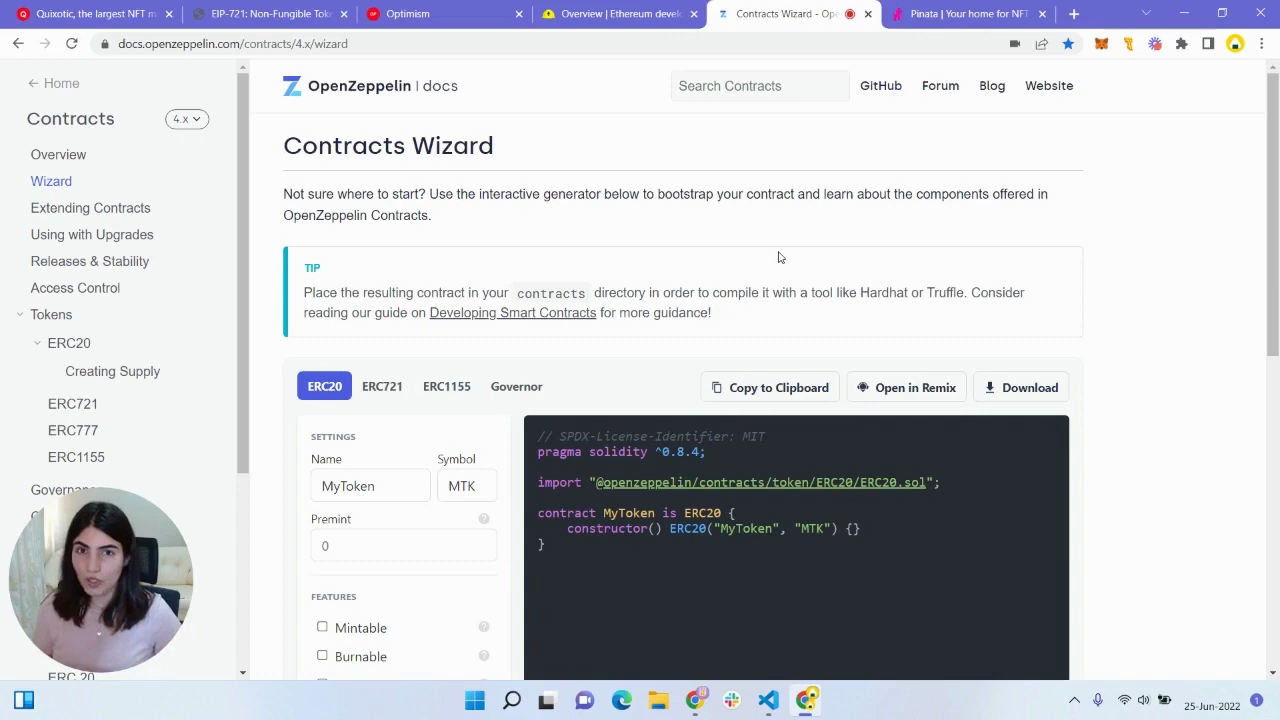 Quixotic, the largest NFT m
EIP-721: Non-Fungible Tok
Optimism
Overview | Ethereum devel
Contracts Wizard - Op
Pinata | Your home for NFT
docs.openzeppelin.com/contracts/4.x/wizard
Home
Contracts
4.x
Overview
Wizard
Extending Contracts
Using with Upgrades
Releases & Stability
Access Control
Tokens
ERC20
Creating Supply
ERC721
ERC777
ERC1155
OpenZeppelin | docs
Search Contracts
GitHub
Forum
Blog
Website
Contracts Wizard
Not sure where to start? Use the interactive generator below to bootstrap your contract and learn about the components offered in
OpenZeppelin Contracts.
TIP
Place the resulting contract in your contracts directory in order to compile it with a tool like Hardhat or Truffle. Consider
reading our guide on Developing Smart Contracts for more guidance!
ERC20
ERC721
ERC1155
Governor
Copy to Clipboard
Open in Remix
Download
SETTINGS
Name
Symbol
MyToken
MTK
Premint
?
0
FEATURES
Mintable
?
Burnable
?
// SPDX-License-Identifier: MIT
pragma solidity ^0.8.4;
import "@openzeppelin/contracts/token/ERC20/ERC20.sol";
contract MyToken is ERC20 {
constructor() ERC20("MyToken", "MTK") {}
}
25-Jun-2022
1